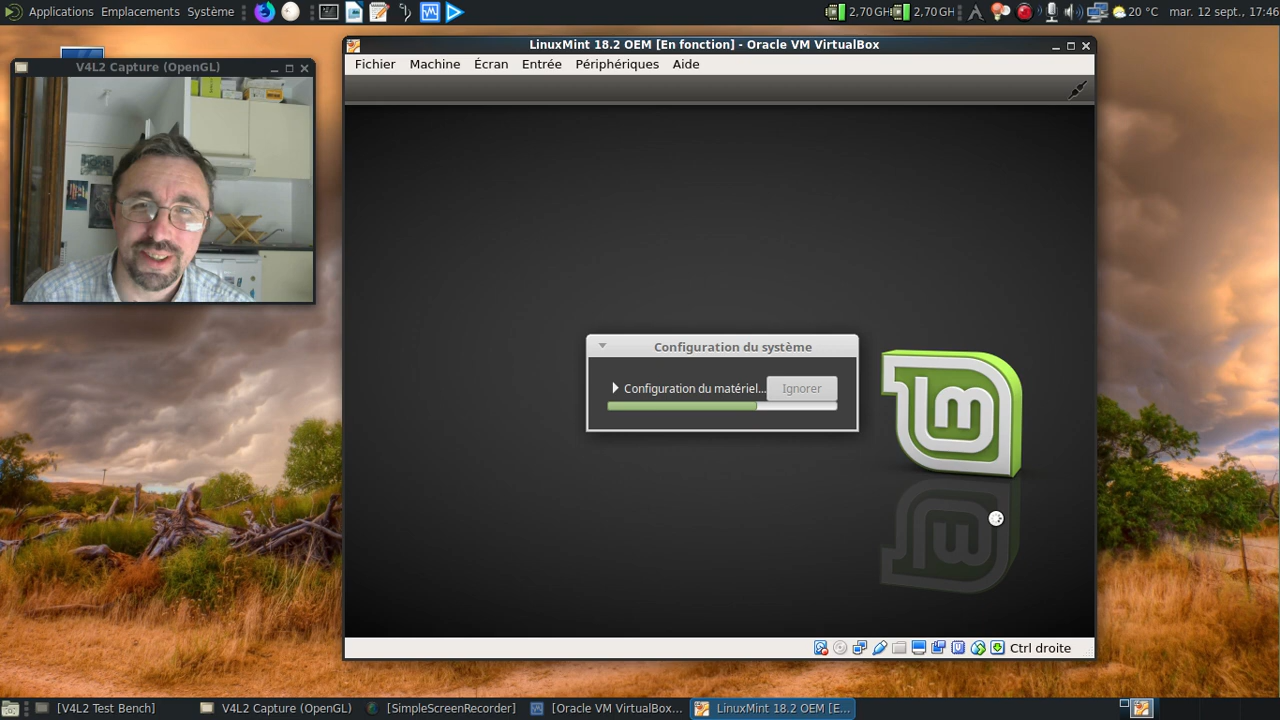 Applications Emplacements Système
2,70 GH 2,70 GH 20 °C mar. 12 sept., 17:46
V4L2 Capture (OpenGL)
LinuxMint 18.2 OEM [En fonction] - Oracle VM VirtualBox
Fichier Machine Écran Entrée Périphériques Aide
Configuration du système
Configuration du matériel... Ignorer
Ctrl droite
[V4L2 Test Bench] V4L2 Capture (OpenGL) [SimpleScreenRecorder] [Oracle VM VirtualBox... LinuxMint 18.2 OEM [E...